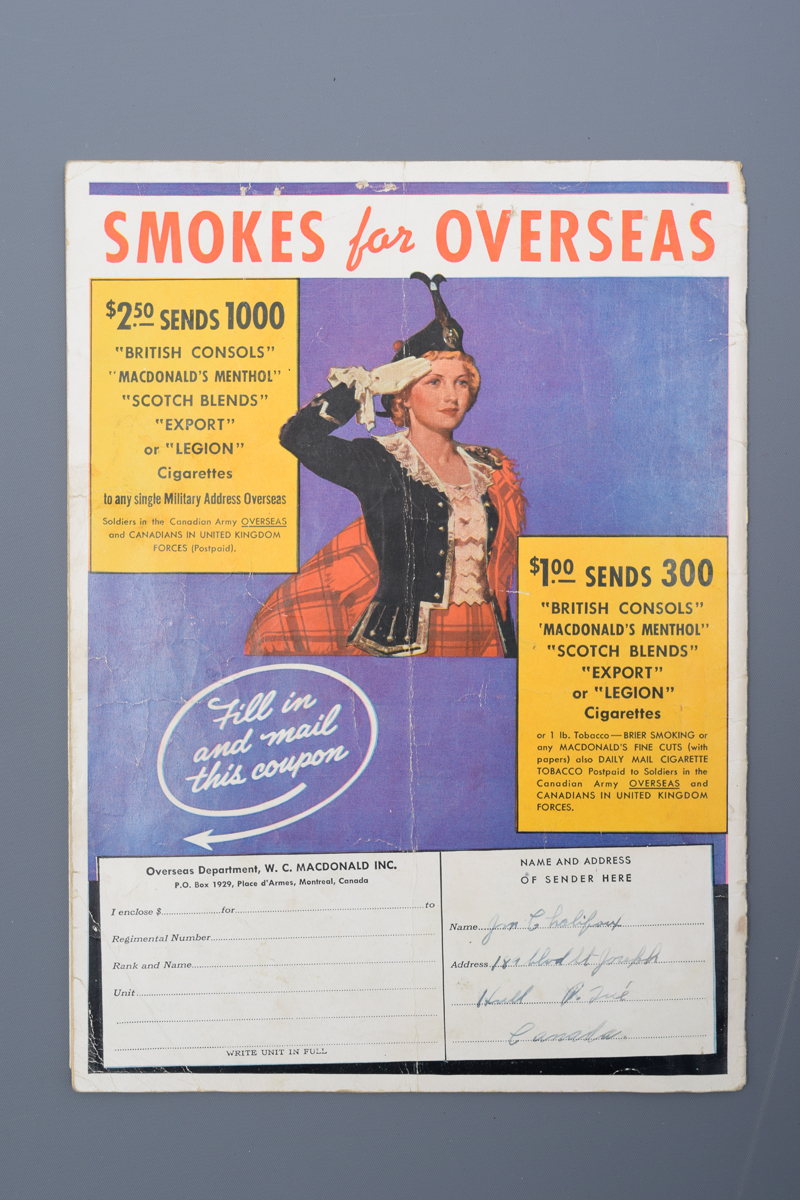 SMOKES for OVERSEAS
$2.50 SENDS 1000
"BRITISH CONSOLS"
"MACDONALD'S MENTHOL"
"SCOTCH BLENDS"
"EXPORT"
or "LEGION"
Cigarettes
to any single Military Address Overseas
Soldiers in the Canadian Army OVERSEAS
and CANADIANS IN UNITED KINGDOM
FORCES (Postpaid).
$1.00 SENDS 300
"BRITISH CONSOLS"
"MACDONALD'S MENTHOL"
"SCOTCH BLENDS"
"EXPORT"
or "LEGION"
Cigarettes
or 1 lb. Tobacco—BRIER SMOKING or
any MACDONALD'S FINE CUTS (with
papers) also DAILY MAIL CIGARETTE
TOBACCO Postpaid to Soldiers in the
Canadian Army OVERSEAS and
CANADIANS IN UNITED KINGDOM
FORCES.
Fill in
and mail
this coupon
Overseas Department, W. C. MACDONALD INC.
P.O. Box 1929, Place d'Armes, Montreal, Canada
I enclose $ for to
Regimental Number
Rank and Name
Unit
WRITE UNIT IN FULL
NAME AND ADDRESS
OF SENDER HERE
Name
Address blvd St Joseph
Hull P. Qué
Canada.